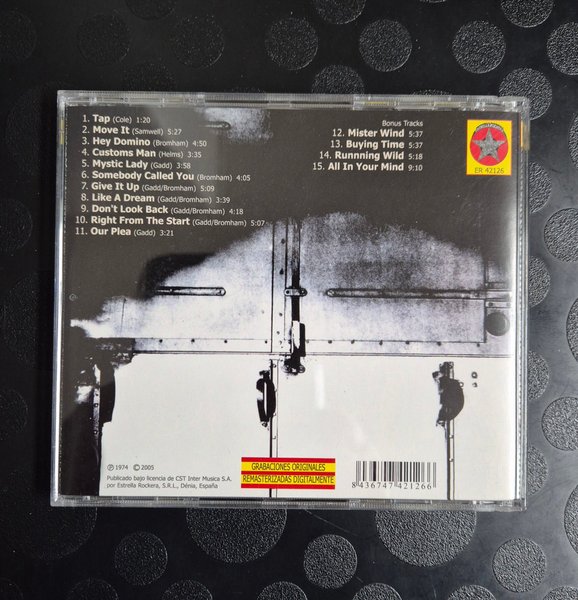 1. Tap (Cole) 1:20
2. Move It (Samwell) 5:27
3. Hey Domino (Bromham) 4:50
4. Customs Man (Helms) 3:35
5. Mystic Lady (Gadd) 3:58
6. Somebody Called You (Bromham) 4:05
7. Give It Up (Gadd/Bromham) 5:09
8. Like A Dream (Gadd/Bromham) 3:39
9. Don't Look Back (Gadd/Bromham) 4:18
10. Right From The Start (Gadd/Bromham) 5:07
11. Our Plea (Gadd) 3:21
Bonus Tracks
12. Mister Wind 5:37
13. Buying Time 5:37
14. Runnning Wild 5:18
15. All In Your Mind 9:10
ER 42126
℗ 1974 © 2005
Publicado bajo licencia de CST Inter Musica S.A.
por Estrella Rockera, S.R.L., Dénia, España
GRABACIONES ORIGINALES
REMASTERIZADAS DIGITALMENTE
8 436747 421266